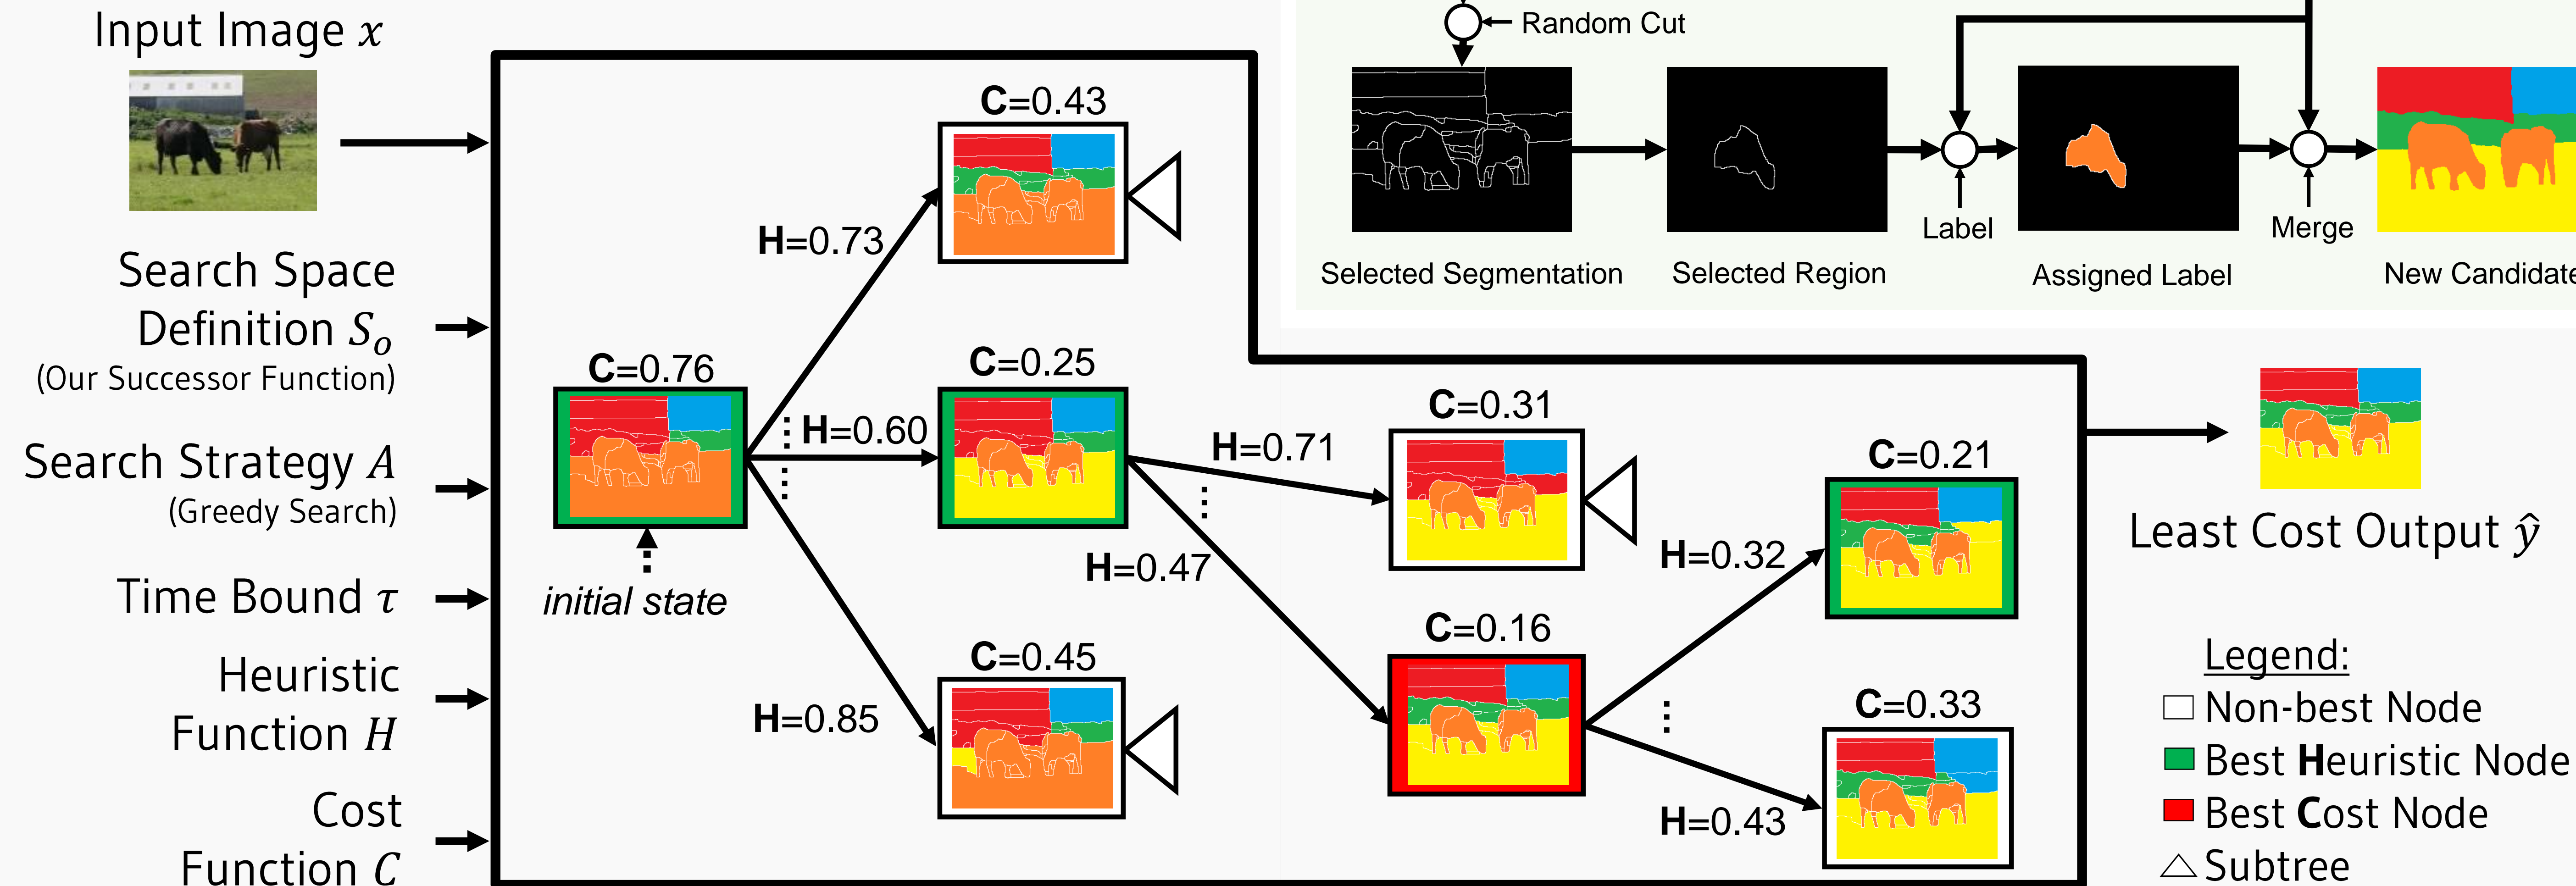 Input Image x
Search Space
Definition Sₒ
(Our Successor Function)
Search Strategy A
(Greedy Search)
Time Bound τ
Heuristic
Function H
Cost
Function C
C=0.76
initial state
H=0.73
H=0.60
H=0.85
C=0.43
C=0.25
C=0.45
H=0.71
H=0.47
C=0.31
C=0.16
H=0.32
H=0.43
C=0.21
C=0.33
Random Cut
Label
Merge
Selected Segmentation
Selected Region
Assigned Label
New Candidate
Least Cost Output ŷ
Legend:
Non-best Node
Best Heuristic Node
Best Cost Node
Subtree